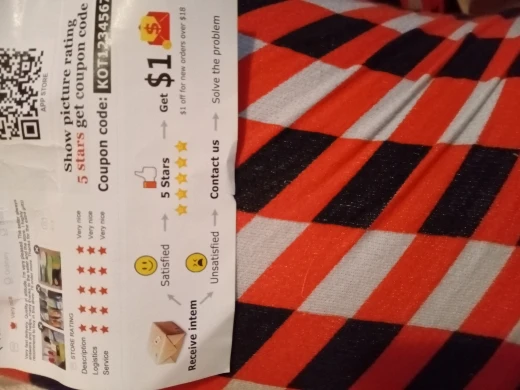 APP STORE
Show picture rating
5 stars get coupon code
Coupon code: KOT1234567
STORE RATING
Description Very nice
Logistics Very nice
Service Very nice
Receive intem
Satisfied
5 Stars
Get $1
$1 off for new orders over $18
Unsatisfied
Contact us
Solve the problem